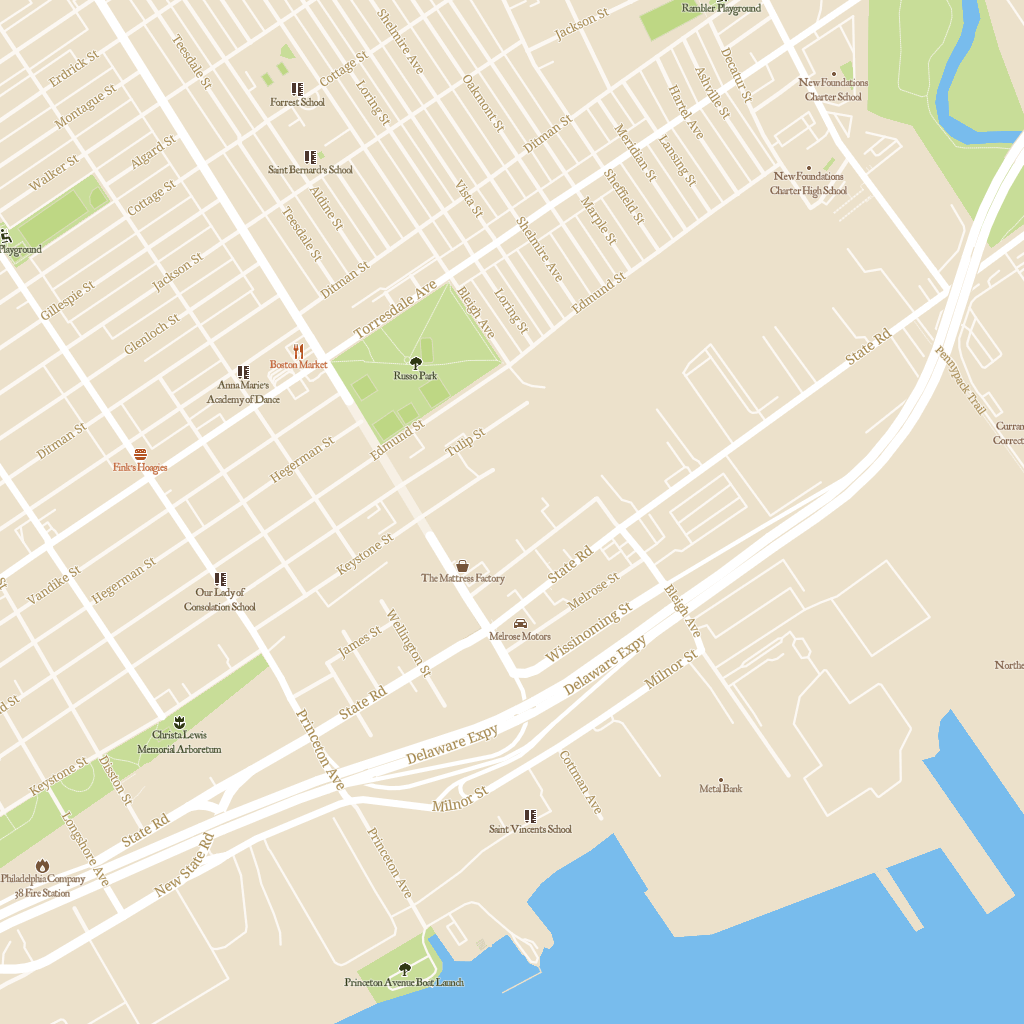 Rambler Playground
Shelmire Ave
Jackson St
Teesdale St
Erdrick St
Cottage St
Decatur St
New Foundations
Charter School
Forrest School
Loring St
Oakmont St
Ashville St
Montague St
Hartel Ave
Ditman St
Meridian St
Algard St
Saint Bernard's School
Lansing St
Walker St
New Foundations
Charter High School
Cottage St
Aldine St
Vista St
Sheffield St
Marple St
Teesdale St
Shelmire Ave
Playground
Jackson St
Ditman St
Gillespie St
Edmund St
Torresdale Ave
Bleigh Ave
Loring St
Glenloch St
State Rd
Boston Market
Russo Park
Pennypack Trail
Anna Marie's
Academy of Dance
Curran
Correct
Ditman St
Edmund St
Tulip St
Hegerman St
Fink's Hoagies
Keystone St
The Mattress Factory
State Rd
Vandike St
Hegerman St
Our Lady of
Consolation School
Melrose St
Bleigh Ave
Melrose Motors
Wissinoming St
James St
Wellington St
Delaware Expy
Milnor St
Northe
State Rd
Christa Lewis
Memorial Arboretum
Princeton Ave
Delaware Expy
Keystone St
Disston St
Cottman Ave
Metal Bank
Milnor St
State Rd
Saint Vincents School
Longshore Ave
New State Rd
Princeton Ave
Philadelphia Company
38 Fire Station
Princeton Avenue Boat Launch